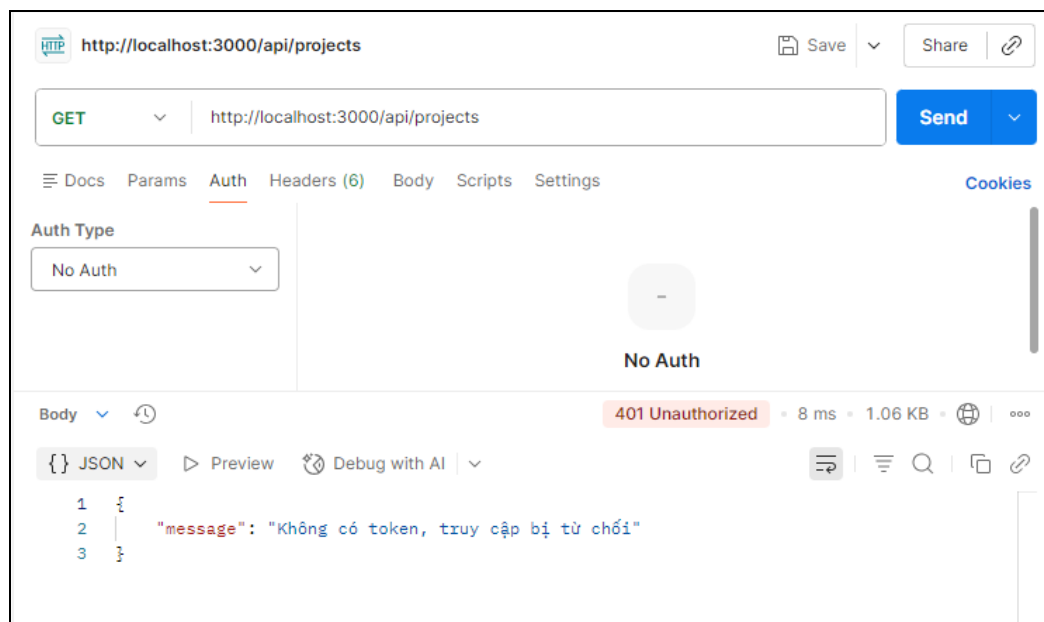 HTTP http://localhost:3000/api/projects Save Share
GET http://localhost:3000/api/projects Send
Docs Params Auth Headers (6) Body Scripts Settings Cookies
Auth Type
No Auth
-
No Auth
Body 401 Unauthorized • 8 ms • 1.06 KB •
{} JSON Preview Debug with AI
1 {
2 "message": "Không có token, truy cập bị từ chối"
3 }